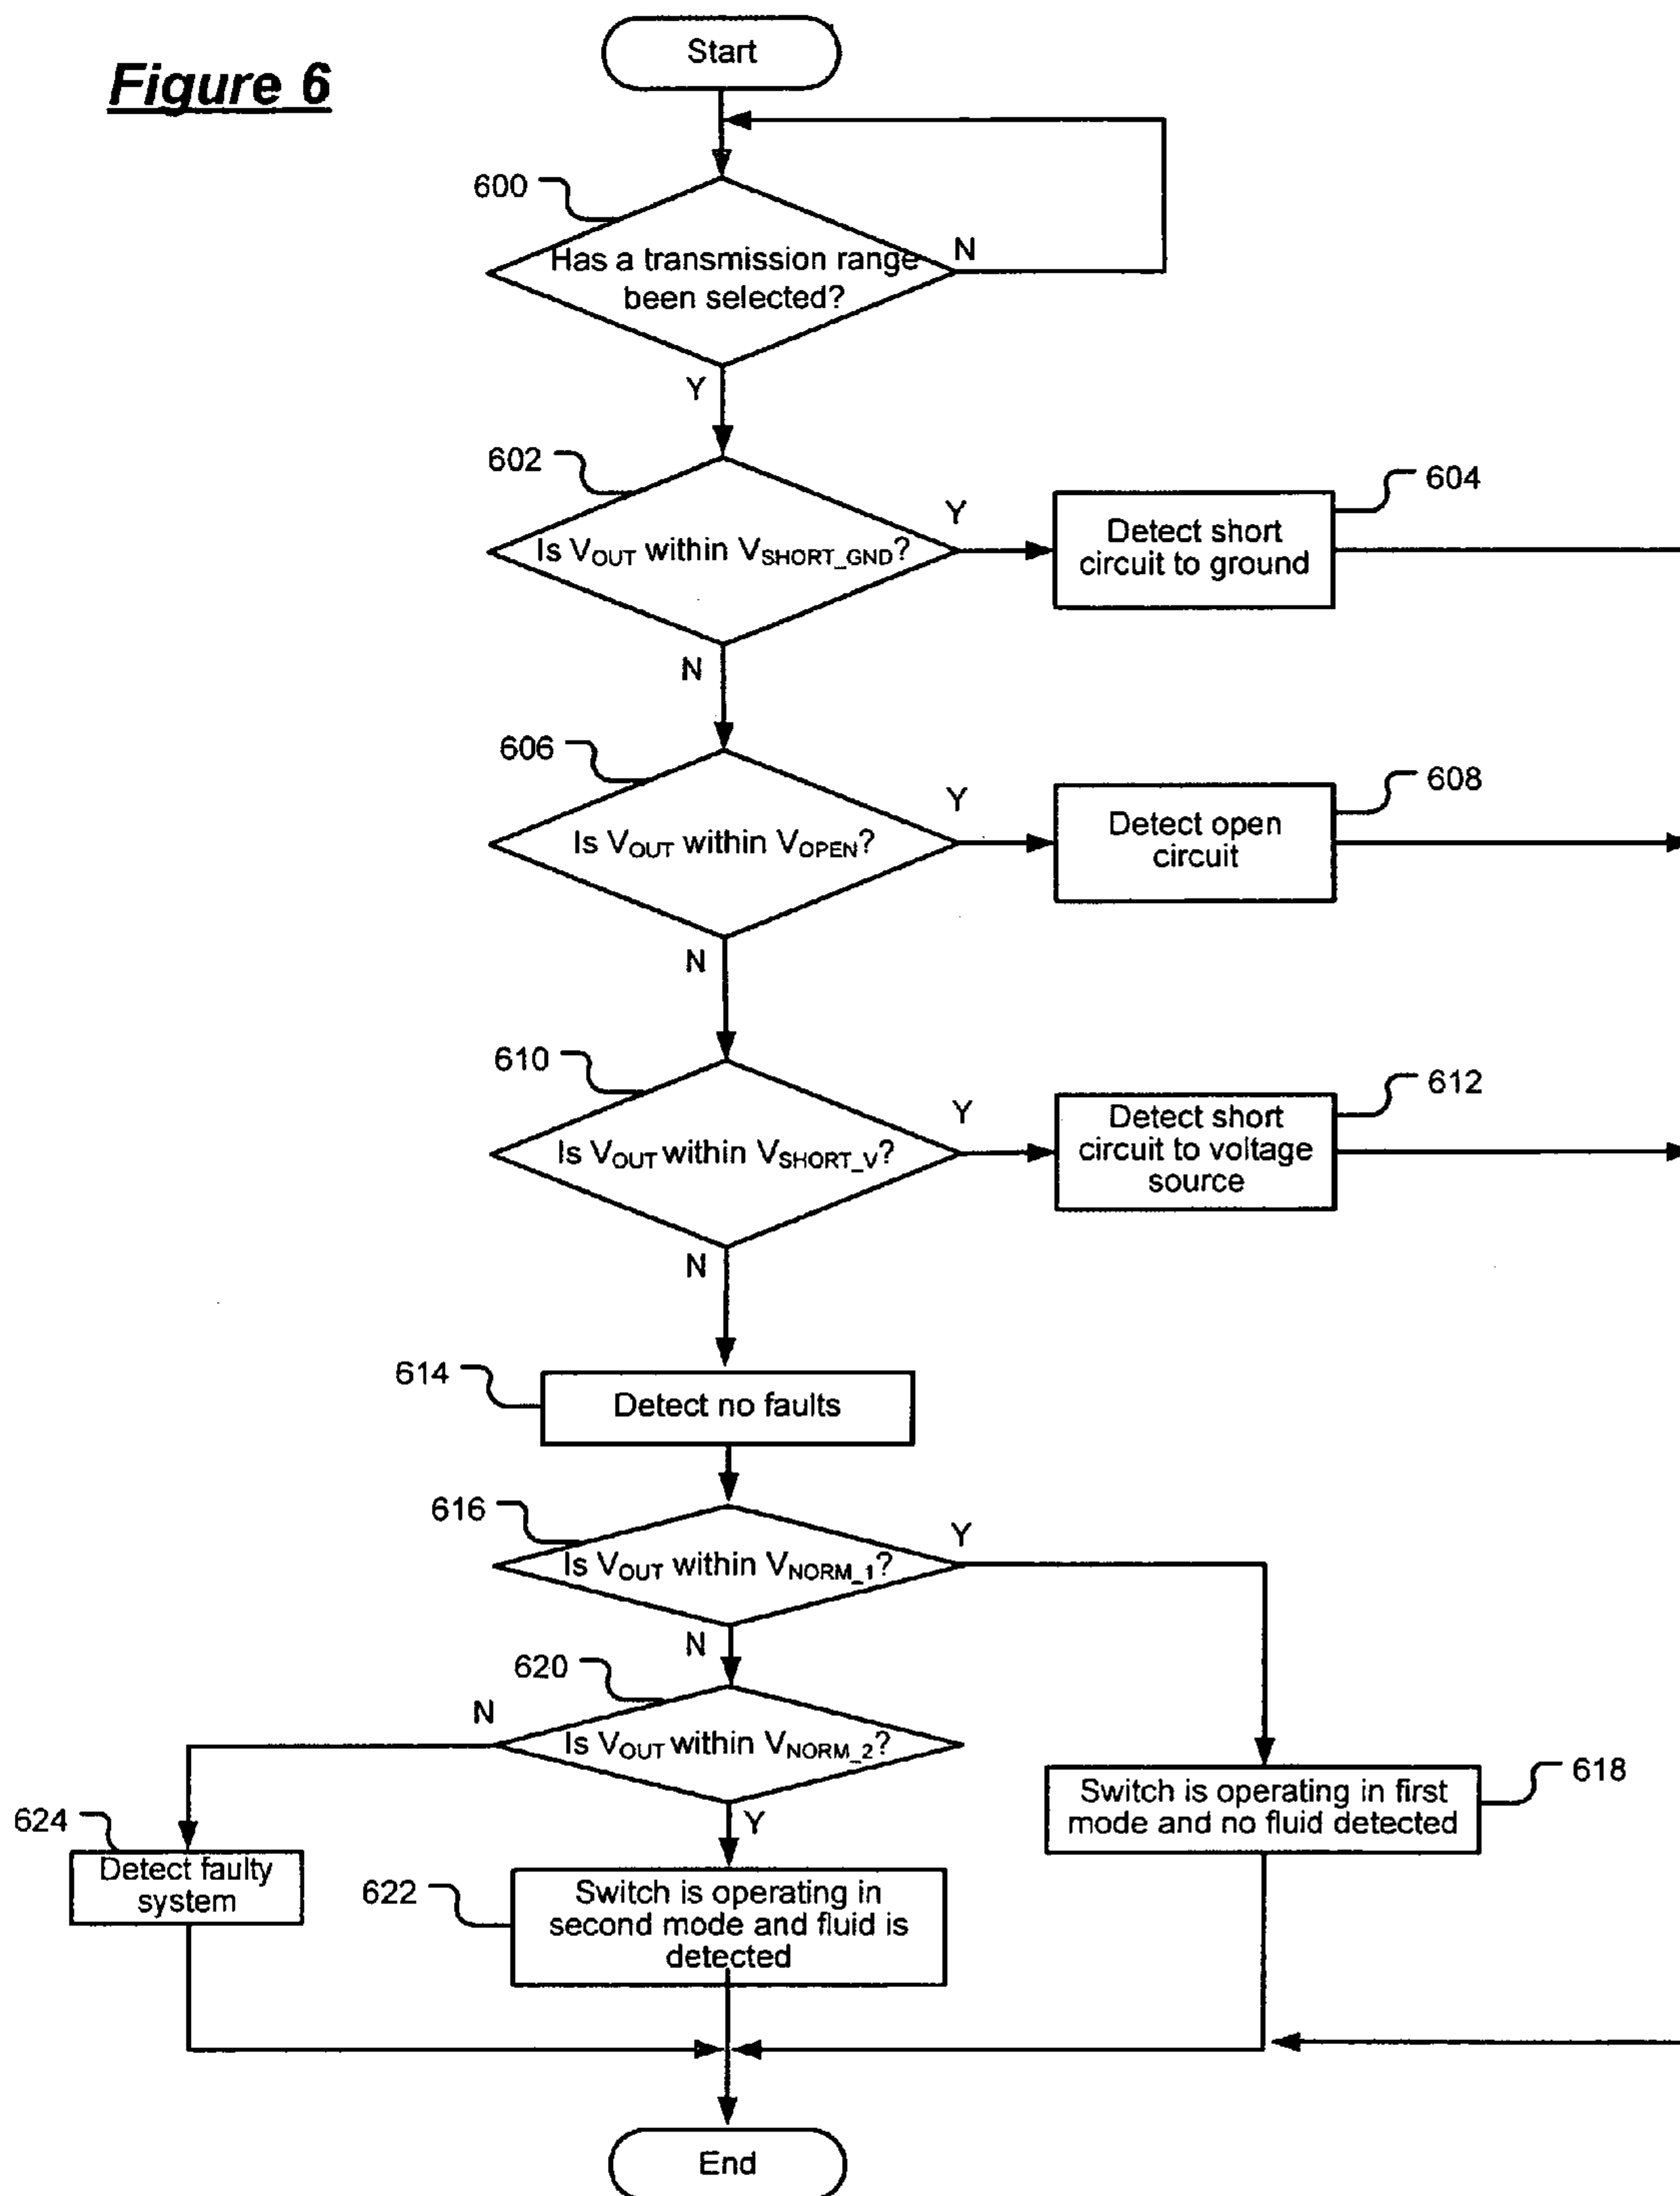 Figure 6
Start
600
Has a transmission range
been selected?
N
Y
602
Is VOUT within VSHORT_GND?
Y
604
Detect short
circuit to ground
N
606
Is VOUT within VOPEN?
Y
608
Detect open
circuit
N
610
Is VOUT within VSHORT_V?
Y
612
Detect short
circuit to voltage
source
N
614
Detect no faults
616
Is VOUT within VNORM_1?
Y
N
620
Is VOUT within VNORM_2?
N
Y
618
Switch is operating in first
mode and no fluid detected
624
Detect faulty
system
622
Switch is operating in
second mode and fluid is
detected
End